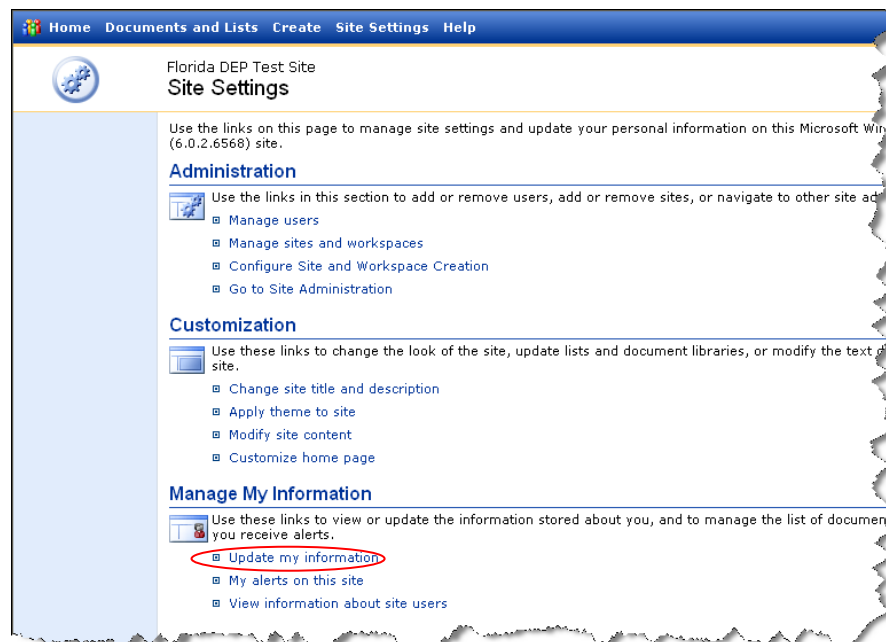 Home Documents and Lists Create Site Settings Help
Florida DEP Test Site
Site Settings
Use the links on this page to manage site settings and update your personal information on this Microsoft
(6.0.2.6568) site.
Administration
Use the links in this section to add or remove users, add or remove sites, or navigate to other site
Manage users
Manage sites and workspaces
Configure Site and Workspace Creation
Go to Site Administration
Customization
Use these links to change the look of the site, update lists and document libraries, or modify the text
site.
Change site title and description
Apply theme to site
Modify site content
Customize home page
Manage My Information
Use these links to view or update the information stored about you, and to manage the list of
you receive alerts.
Update my information
My alerts on this site
View information about site users